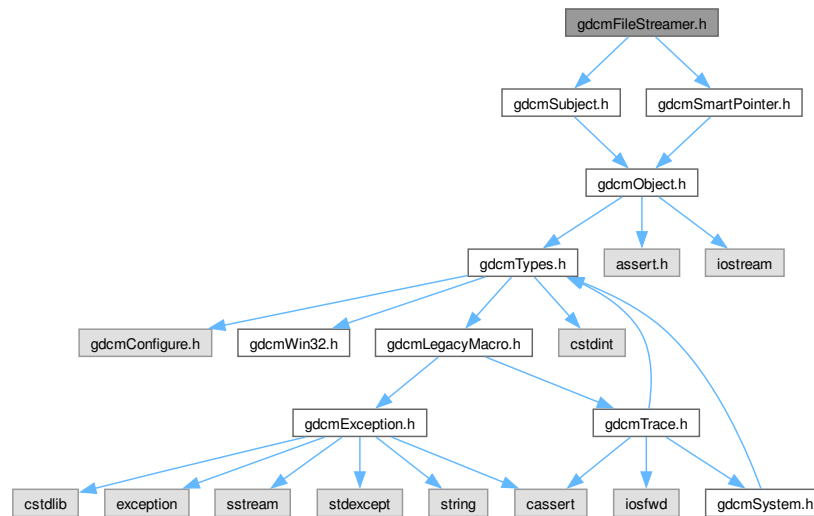 gdcmFileStreamer.h
gdcmSubject.h
gdcmSmartPointer.h
gdcmObject.h
gdcmTypes.h
assert.h
iostream
gdcmConfigure.h
gdcmWin32.h
gdcmLegacyMacro.h
cstdint
gdcmException.h
gdcmTrace.h
cstdlib
exception
sstream
stdexcept
string
cassert
iosfwd
gdcmSystem.h